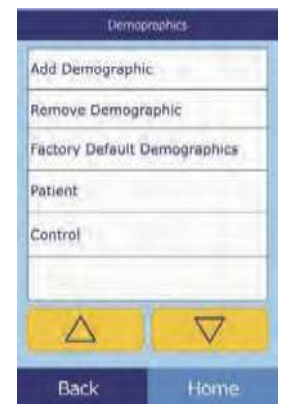 Demographics
Add Demographic
Remove Demographic
Factory Default Demographics
Patient
Control
Back
Home